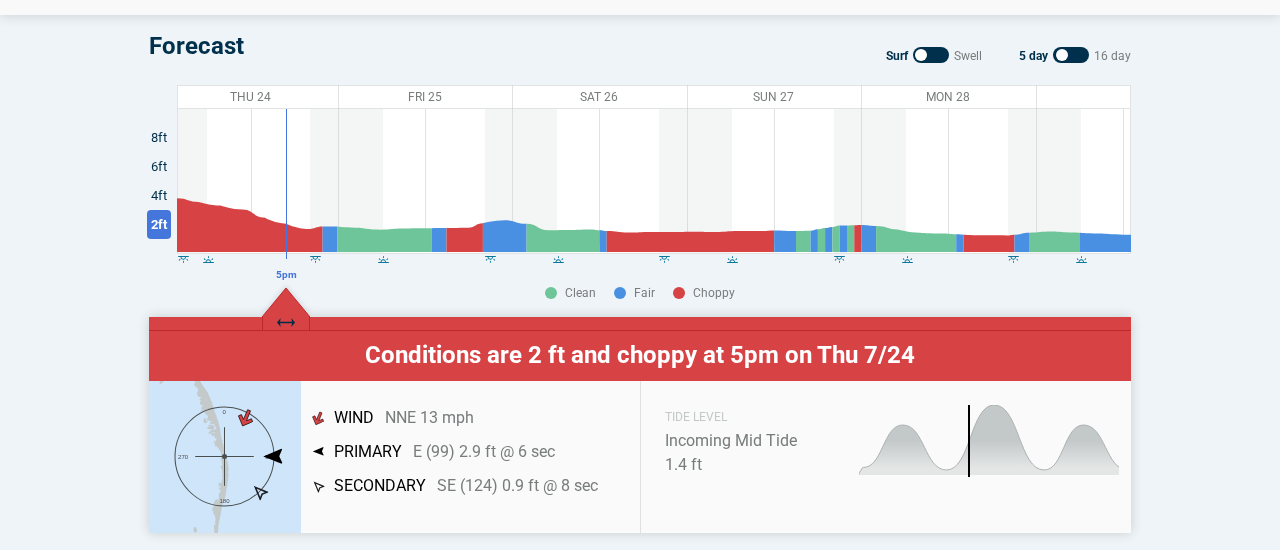 Forecast
Surf Swell 5 day 16 day
THU 24 FRI 25 SAT 26 SUN 27 MON 28
8ft
6ft
4ft
2ft
5pm
Clean Fair Choppy
Conditions are 2 ft and choppy at 5pm on Thu 7/24
0
270
180
WIND NNE 13 mph
PRIMARY E (99) 2.9 ft @ 6 sec
SECONDARY SE (124) 0.9 ft @ 8 sec
TIDE LEVEL
Incoming Mid Tide
1.4 ft